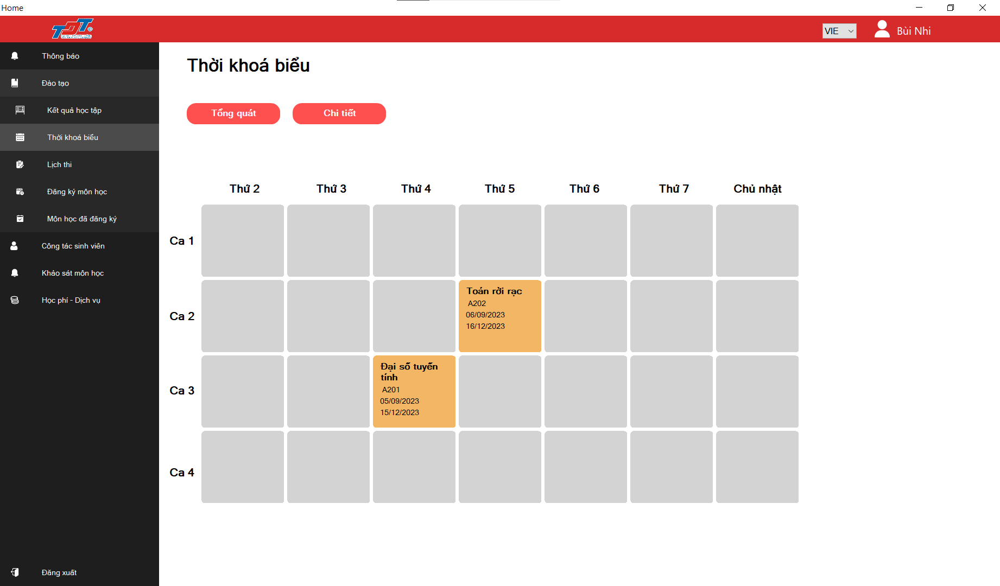 Home
TDT
VIE
Bùi Nhi
Thông báo
Đào tạo
Kết quả học tập
Thời khoá biểu
Lịch thi
Đăng ký môn học
Môn học đã đăng ký
Công tác sinh viên
Khảo sát môn học
Học phí - Dịch vụ
Đăng xuất
Thời khoá biểu
Tổng quát
Chi tiết
Thứ 2
Thứ 3
Thứ 4
Thứ 5
Thứ 6
Thứ 7
Chủ nhật
Ca 1
Ca 2
Toán rời rạc
A202
06/09/2023
16/12/2023
Ca 3
Đại số tuyến
tính
A201
05/09/2023
15/12/2023
Ca 4